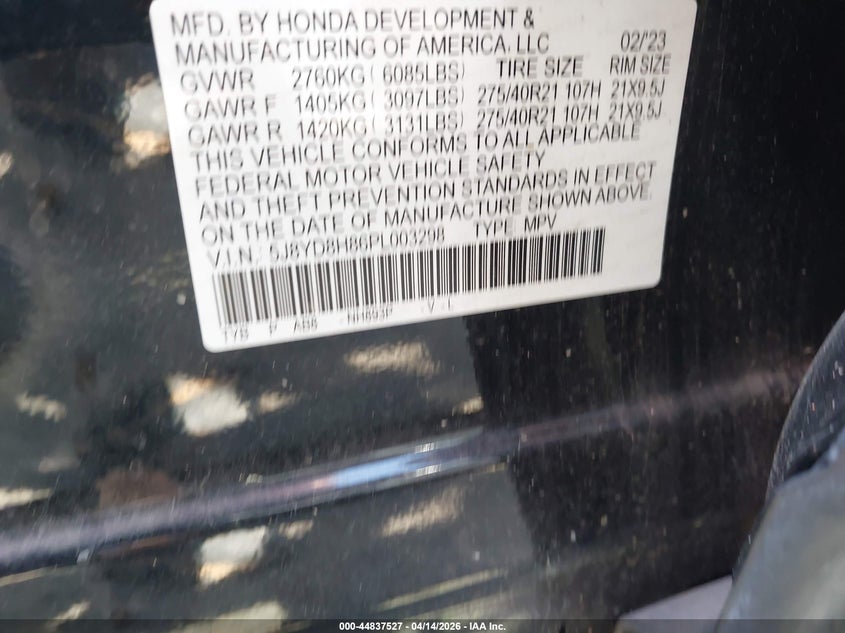 MFD. BY HONDA DEVELOPMENT &
MANUFACTURING OF AMERICA, LLC 02/'23
GVWR 2760KG ( 6085LBS) TIRE SIZE RIM SIZE
GAWR F 1405KG ( 3097LBS) 275/40R21 107H 21X9.5J
GAWR R 1420KG ( 3131LBS) 275/40R21 107H 21X9.5J
THIS VEHICLE CONFORMS TO ALL APPLICABLE
FEDERAL MOTOR VEHICLE SAFETY
AND THEFT PREVENTION STANDARDS IN EFFECT
ON THE DATE OF MANUFACTURE SHOWN ABOVE.
V.I.N.: 5J8YD8H86PL003298 TYPE: MPV
TYB P AB6 NH893P V - L
000-44837527 - 04/14/2026 - IAA Inc.